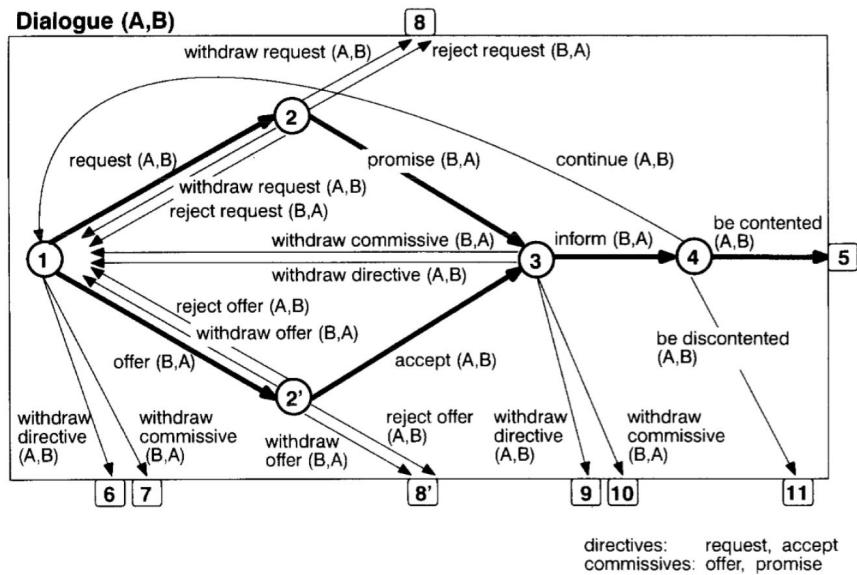 Dialogue (A,B)
8
withdraw request (A,B)
reject request (B,A)
2
request (A,B)
promise (B,A)
continue (A,B)
withdraw request (A,B)
reject request (B,A)
withdraw commissive (B,A)
inform (B,A)
be contented
(A,B)
1
3
4
5
withdraw directive (A,B)
reject offer (A,B)
withdraw offer (B,A)
offer (B,A)
accept (A,B)
be discontented
(A,B)
2'
withdraw
directive
(A,B)
withdraw
commissive
(B,A)
withdraw
offer (B,A)
reject offer
(A,B)
withdraw
directive
(A,B)
withdraw
commissive
(B,A)
6
7
8'
9
10
11
directives: request, accept
commissives: offer, promise